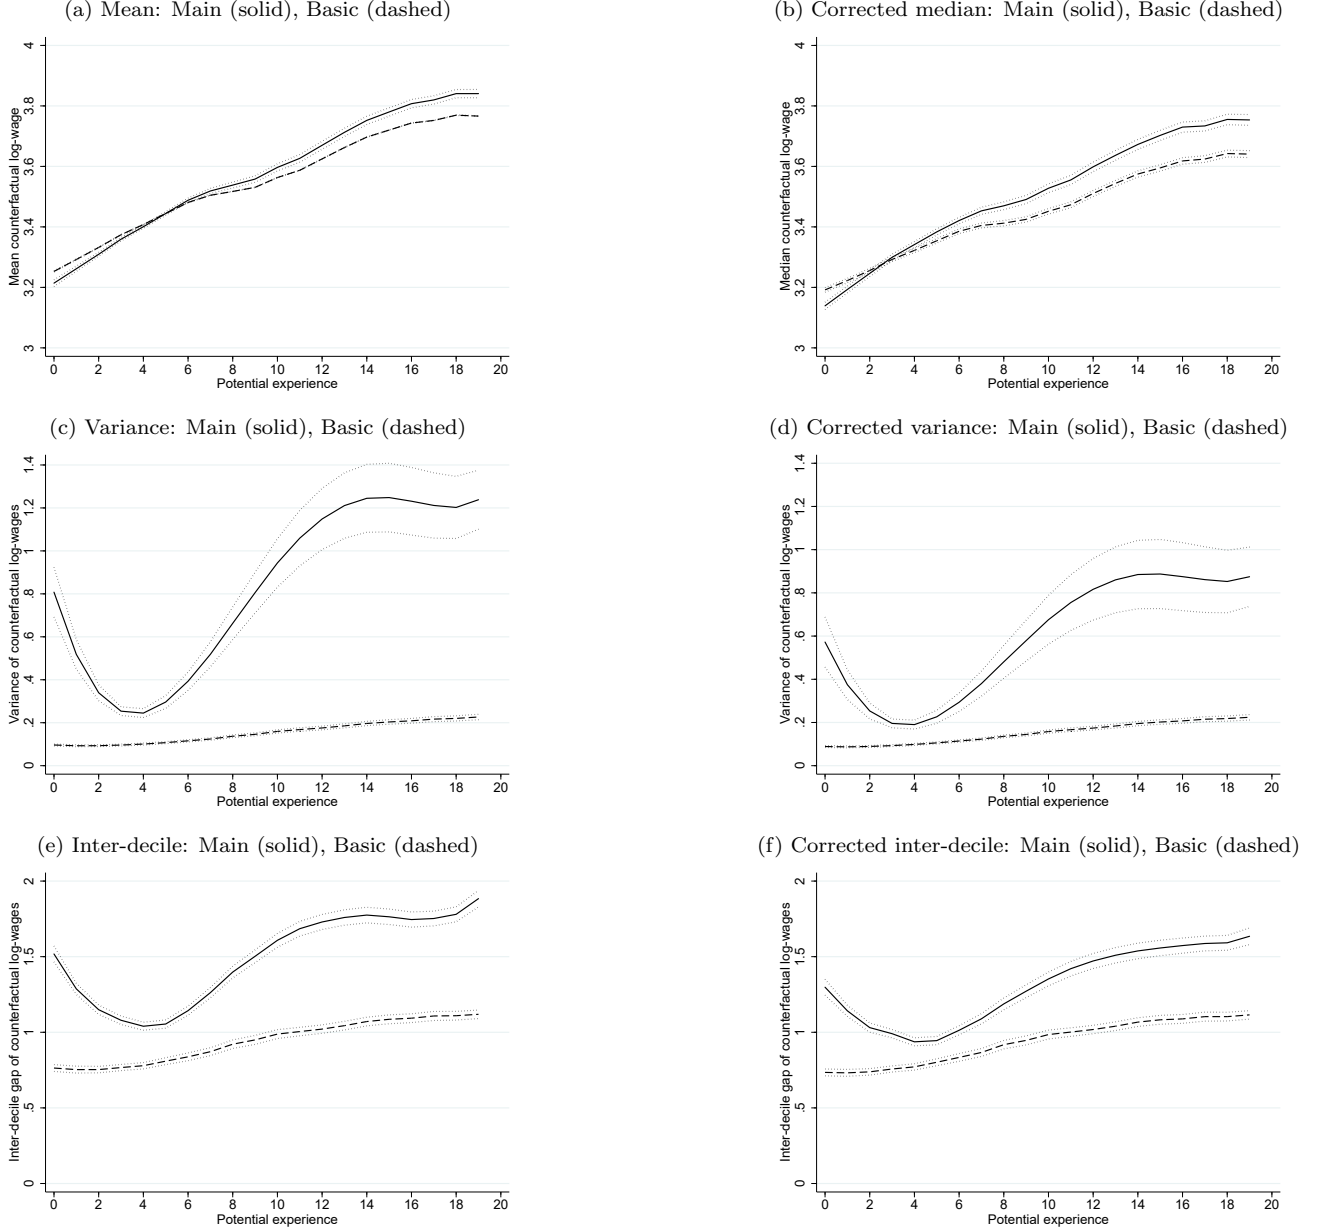 (a) Mean: Main (solid), Basic (dashed)
Mean counterfactual log-wage
4
3.8
3.6
3.4
3.2
3
0 2 4 6 8 10 12 14 16 18 20
Potential experience
(b) Corrected median: Main (solid), Basic (dashed)
Median counterfactual log-wage
4
3.8
3.6
3.4
3.2
3
0 2 4 6 8 10 12 14 16 18 20
Potential experience
(c) Variance: Main (solid), Basic (dashed)
Variance of counterfactual log-wages
1.4
1.2
1
.8
.6
.4
.2
0
0 2 4 6 8 10 12 14 16 18 20
Potential experience
(d) Corrected variance: Main (solid), Basic (dashed)
Variance of counterfactual log-wages
1.4
1.2
1
.8
.6
.4
.2
0
0 2 4 6 8 10 12 14 16 18 20
Potential experience
(e) Inter-decile: Main (solid), Basic (dashed)
Inter-decile gap of counterfactual log-wages
2
1.5
1
.5
0
0 2 4 6 8 10 12 14 16 18 20
Potential experience
(f) Corrected inter-decile: Main (solid), Basic (dashed)
Inter-decile gap of counterfactual log-wages
2
1.5
1
.5
0
0 2 4 6 8 10 12 14 16 18 20
Potential experience